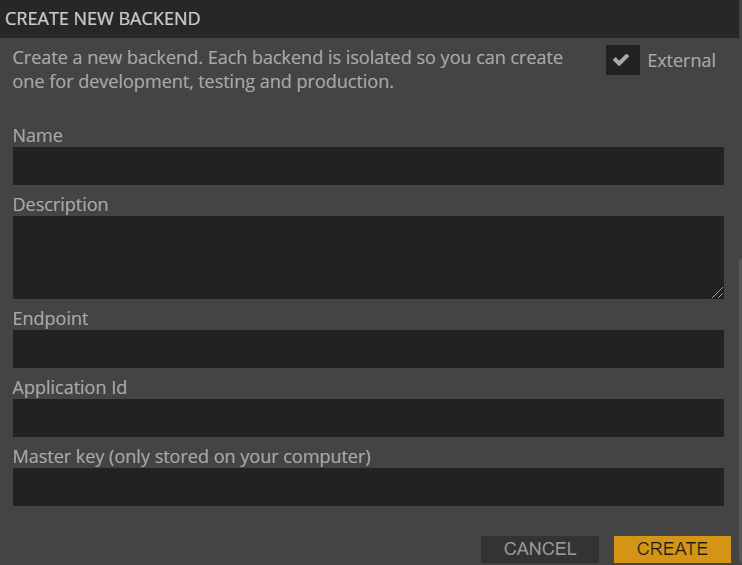 CREATE NEW BACKEND
Create a new backend. Each backend is isolated so you can create
one for development, testing and production.
External
Name
Description
Endpoint
Application Id
Master key (only stored on your computer)
CANCEL
CREATE